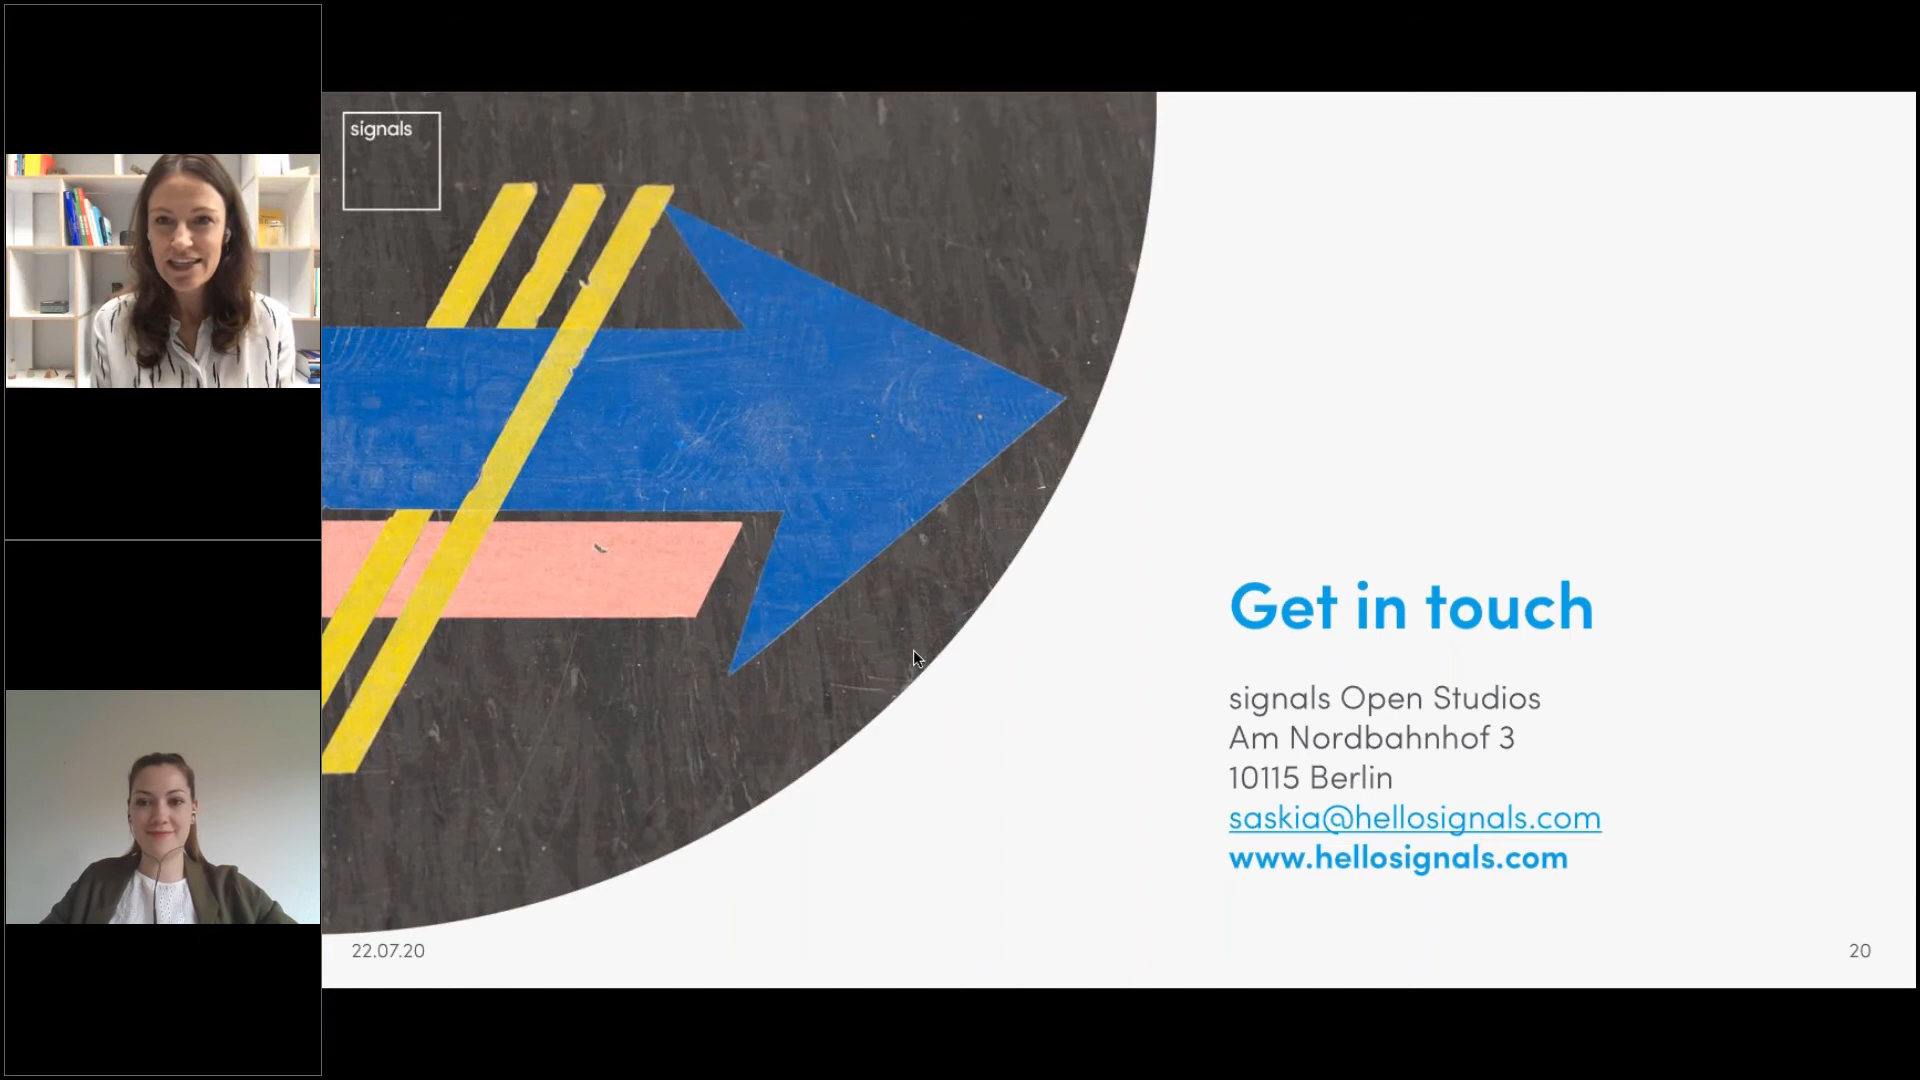 signals
Get in touch
signals Open Studios
Am Nordbahnhof 3
10115 Berlin
saskia@hellosignals.com
www.hellosignals.com
22.07.20
20